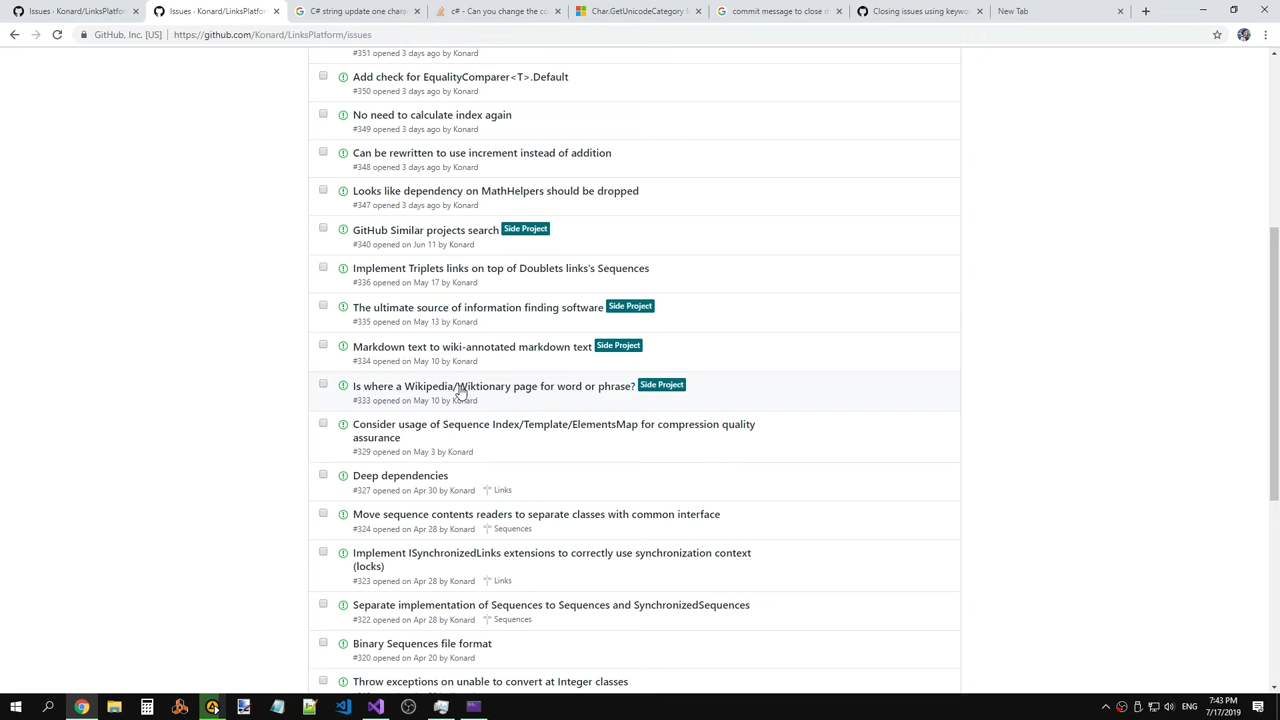 Issues · Konard/LinksPlatfo
Issues · Konard/LinksPlatfor
C# string update one chara
c# - Can you change the co
Char.GetUnicodeCategory M
commit message to close m
Closing issues using keywo
New Tab
GitHub, Inc. [US] | https://github.com/Konard/LinksPlatform/issues
#351 opened 3 days ago by Konard
Add check for EqualityComparer<T>.Default
#350 opened 3 days ago by Konard
No need to calculate index again
#349 opened 3 days ago by Konard
Can be rewritten to use increment instead of addition
#348 opened 3 days ago by Konard
Looks like dependency on MathHelpers should be dropped
#347 opened 3 days ago by Konard
GitHub Similar projects search Side Project
#340 opened on Jun 11 by Konard
Implement Triplets links on top of Doublets links's Sequences
#336 opened on May 17 by Konard
The ultimate source of information finding software Side Project
#335 opened on May 13 by Konard
Markdown text to wiki-annotated markdown text Side Project
#334 opened on May 10 by Konard
Is where a Wikipedia/Wiktionary page for word or phrase? Side Project
#333 opened on May 10 by Konard
Consider usage of Sequence Index/Template/ElementsMap for compression quality
assurance
#329 opened on May 3 by Konard
Deep dependencies
#327 opened on Apr 30 by Konard Links
Move sequence contents readers to separate classes with common interface
#324 opened on Apr 28 by Konard Sequences
Implement ISynchronizedLinks extensions to correctly use synchronization context
(locks)
#323 opened on Apr 28 by Konard Links
Separate implementation of Sequences to Sequences and SynchronizedSequences
#322 opened on Apr 28 by Konard Sequences
Binary Sequences file format
#320 opened on Apr 20 by Konard
Throw exceptions on unable to convert at Integer classes
ENG
7:43 PM
7/17/2019